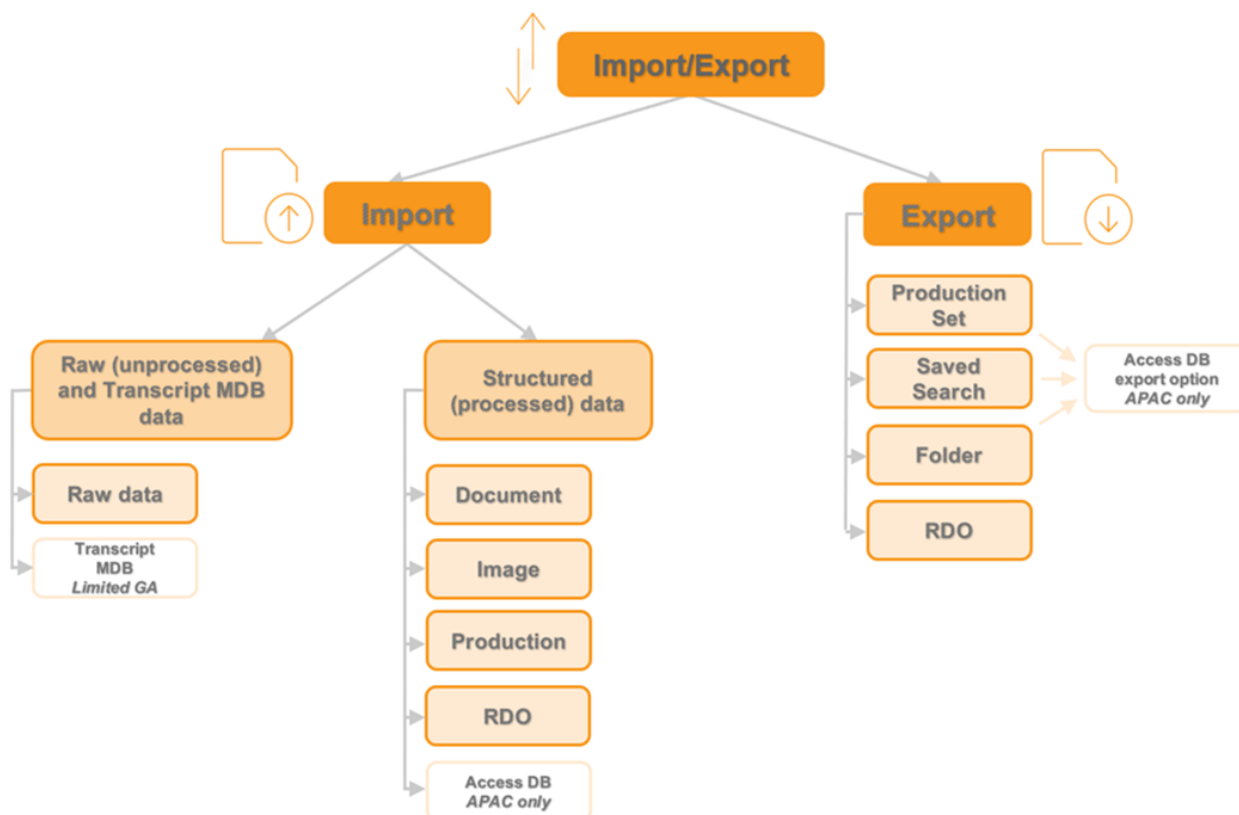 Import/Export
Import
Export
Raw (unprocessed)
and Transcript MDB
data
Raw data
Transcript
MDB
Limited GA
Structured
(processed) data
Document
Image
Production
RDO
Access DB
APAC only
Production
Set
Saved
Search
Folder
RDO
Access DB
export option
APAC only